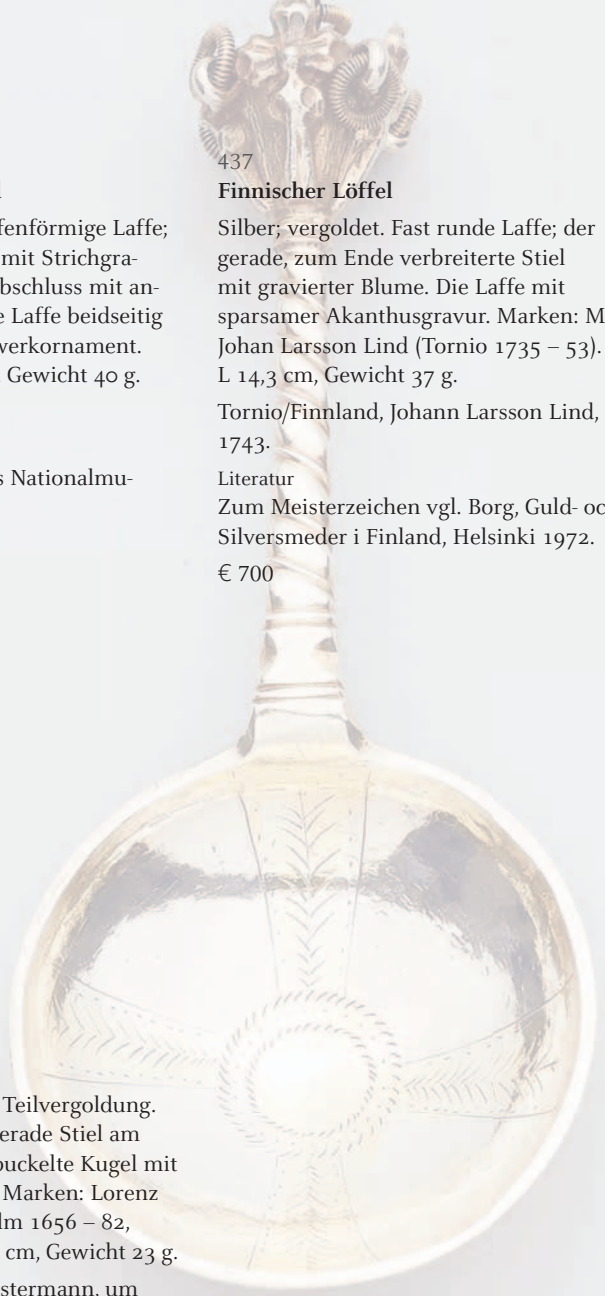 fenförmige Laffe;
mit Strichgra-
bschluss mit an-
e Laffe beidseitig
werkornament.
Gewicht 40 g.
s Nationalmu-
437
Finnischer Löffel
Silber; vergoldet. Fast runde Laffe; der
gerade, zum Ende verbreiterte Stiel
mit gravierter Blume. Die Laffe mit
sparsamer Akanthusgravur. Marken: M
Johan Larsson Lind (Tornio 1735 – 53).
L 14,3 cm, Gewicht 37 g.
Tornio/Finnland, Johann Larsson Lind,
1743.
Literatur
Zum Meisterzeichen vgl. Borg, Guld- oc
Silversmeder i Finland, Helsinki 1972.
€ 700
Teilvergoldung.
erade Stiel am
buckelte Kugel mit
Marken: Lorenz
lm 1656 – 82,
cm, Gewicht 23 g.
stermann, um